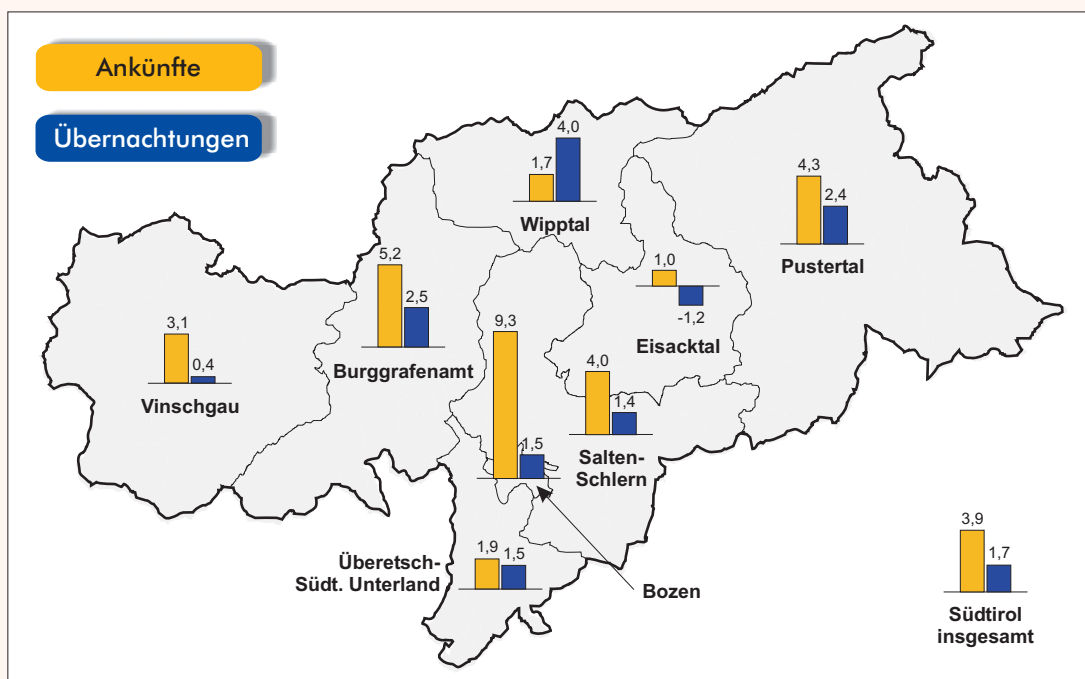 Ankünfte
Übernachtungen
1,7
4,0
Wipptal
4,3
2,4
Pustertal
5,2
2,5
Burggrafenamt
1,0
-1,2
Eisacktal
3,1
0,4
Vinschgau
9,3
1,5
4,0
1,4
Salten-
Schlern
1,9
1,5
Überetsch-
Südt. Unterland
Bozen
3,9
1,7
Südtirol
insgesamt